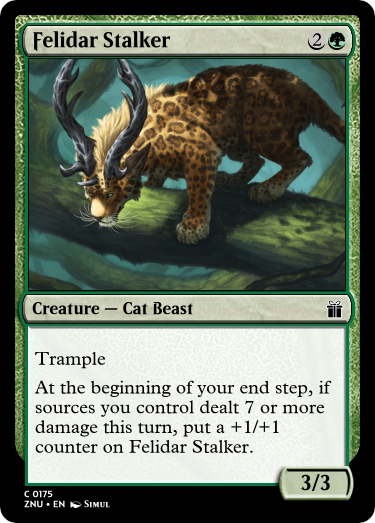 Felidar Stalker 2
Creature — Cat Beast
Trample
At the beginning of your end step, if
sources you control dealt 7 or more
damage this turn, put a +1/+1
counter on Felidar Stalker.
3/3
C 0175
ZNU • EN Simul